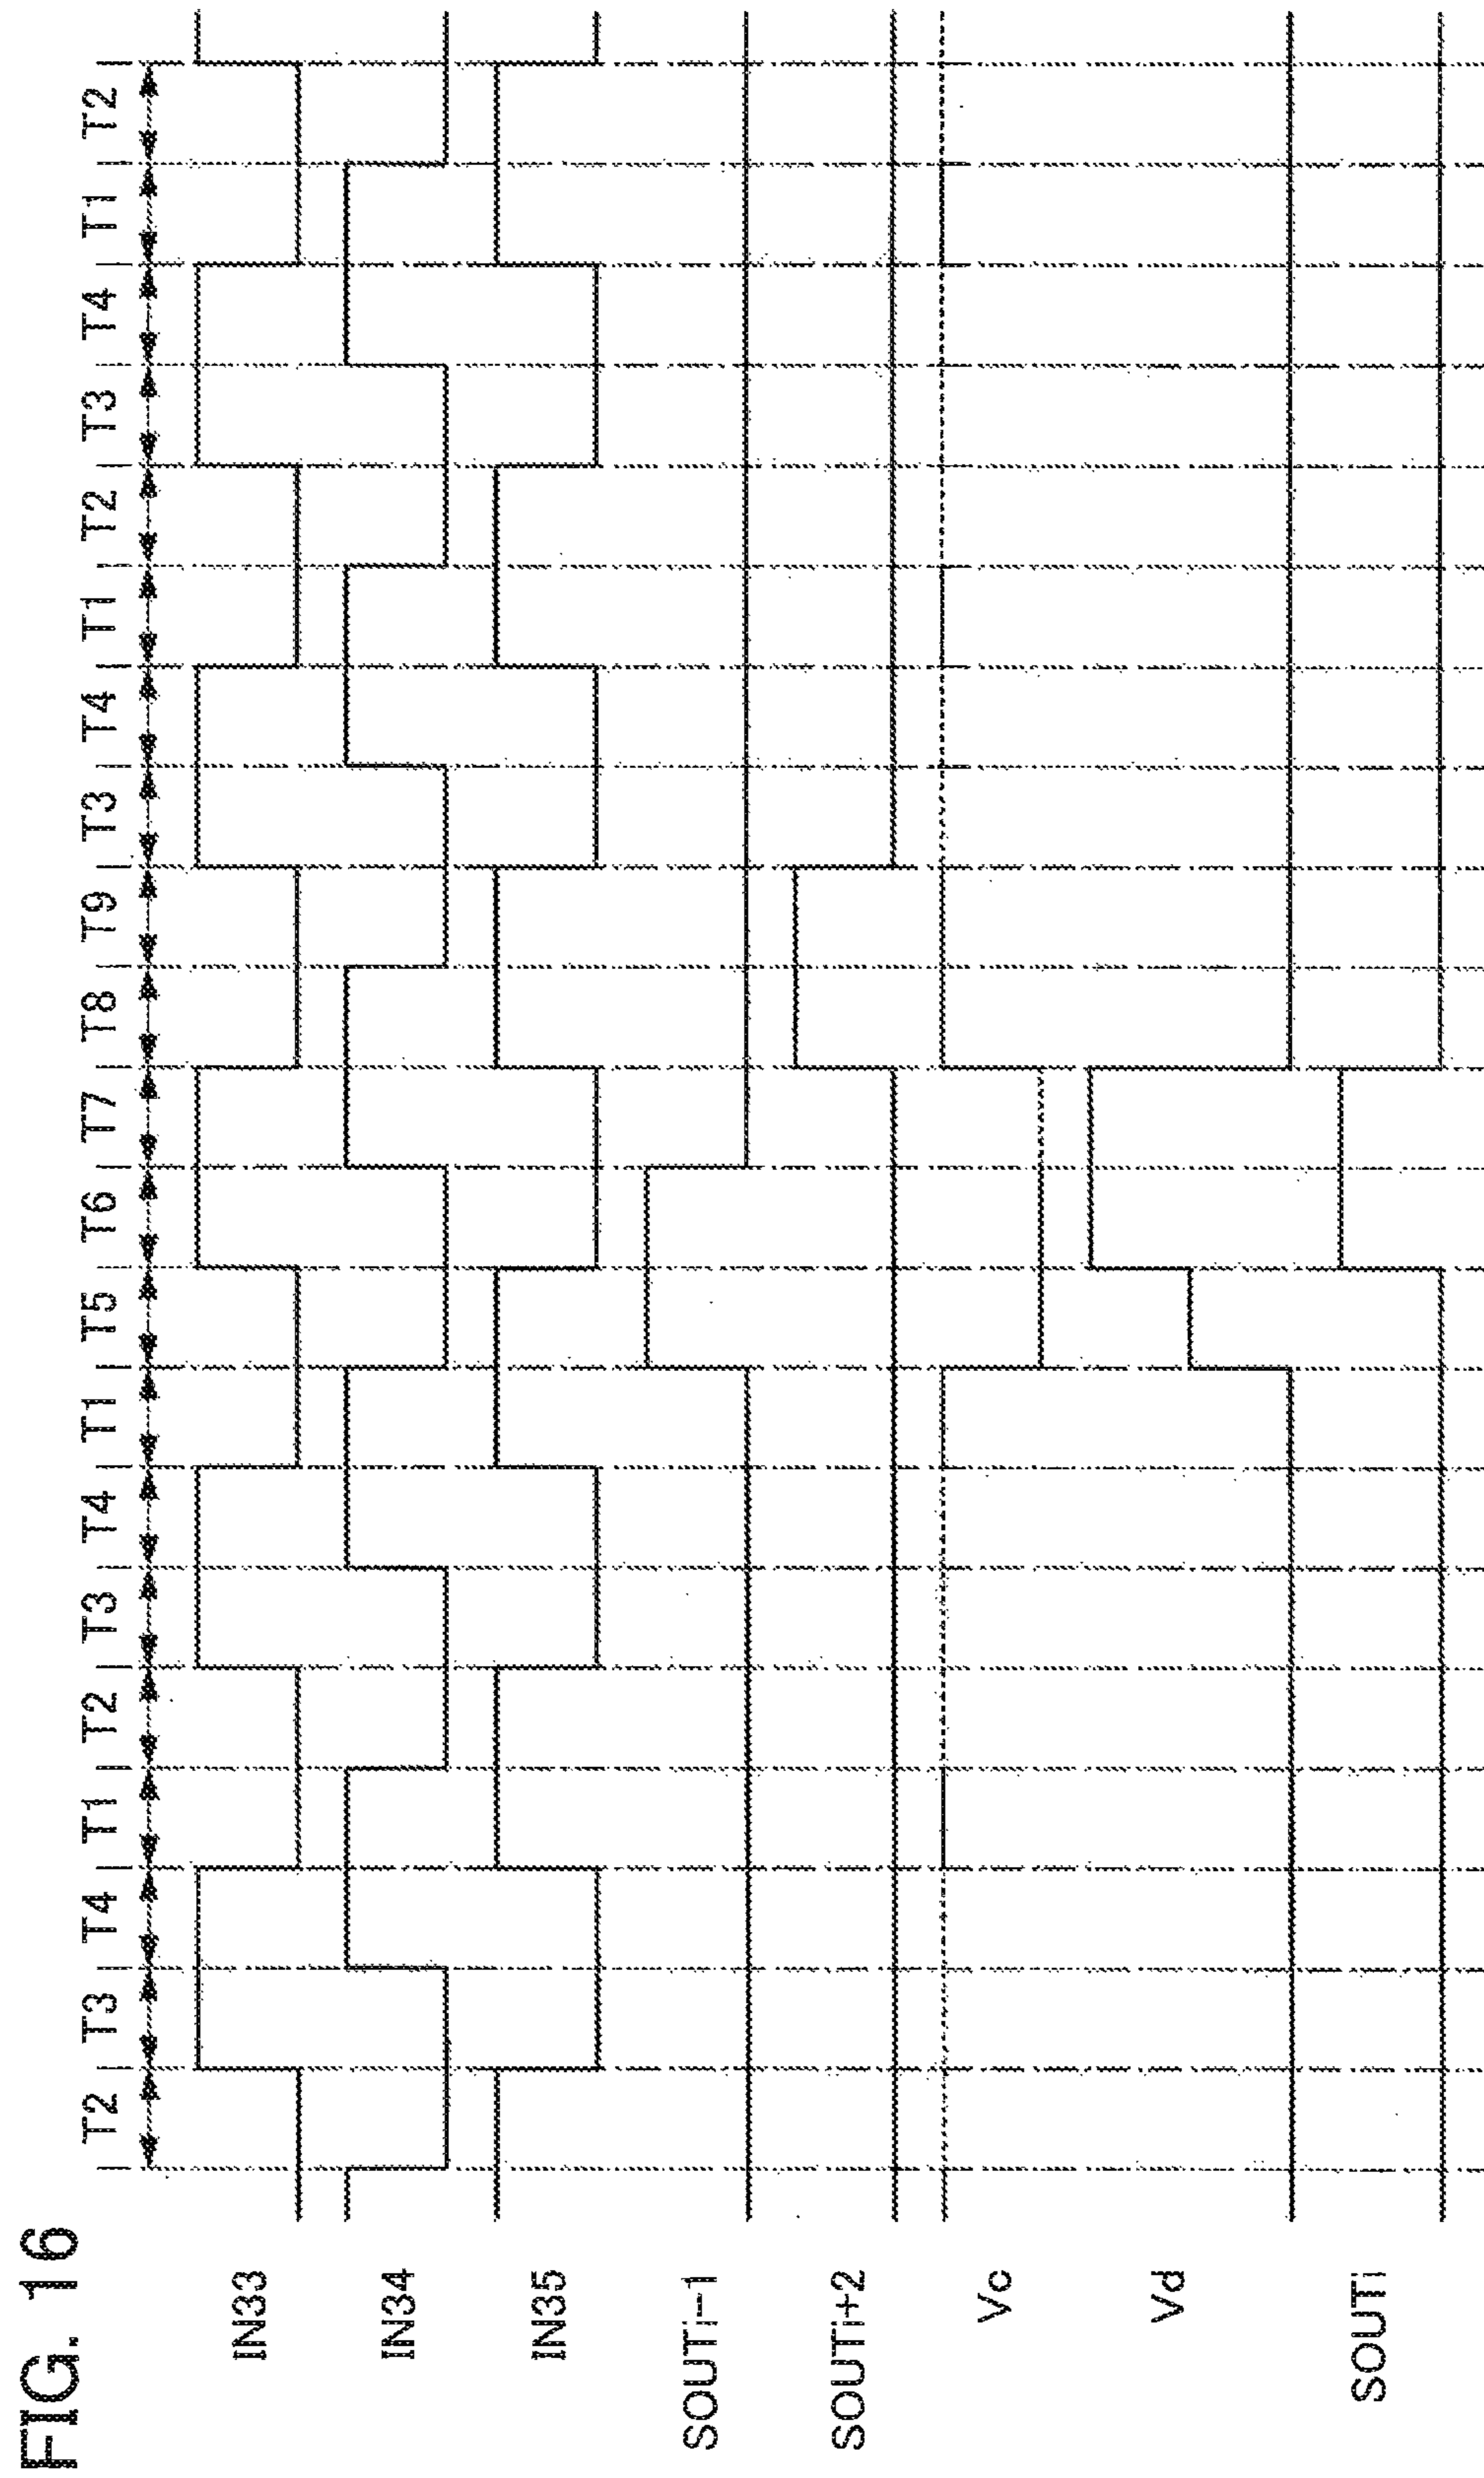 FIG. 16
T2 T3 T4 T1 T2 T3 T4 T1 T5 T6 T7 T8 T9 T3 T4 T1 T2 T3 T4 T1 T2
IN33
IN34
IN35
SOUTi−1
SOUTi+2
Vc
Vd
SOUTi